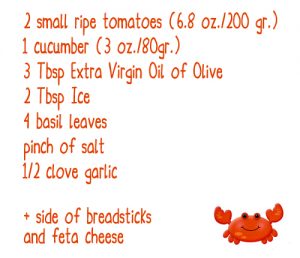 2 small ripe tomatoes (6.8 oz./200 gr.)
1 cucumber (3 oz./80gr.)
3 Tbsp Extra Virgin Oil of Olive
2 Tbsp Ice
4 basil leaves
pinch of salt
1/2 clove garlic
+ side of breadsticks
and feta cheese